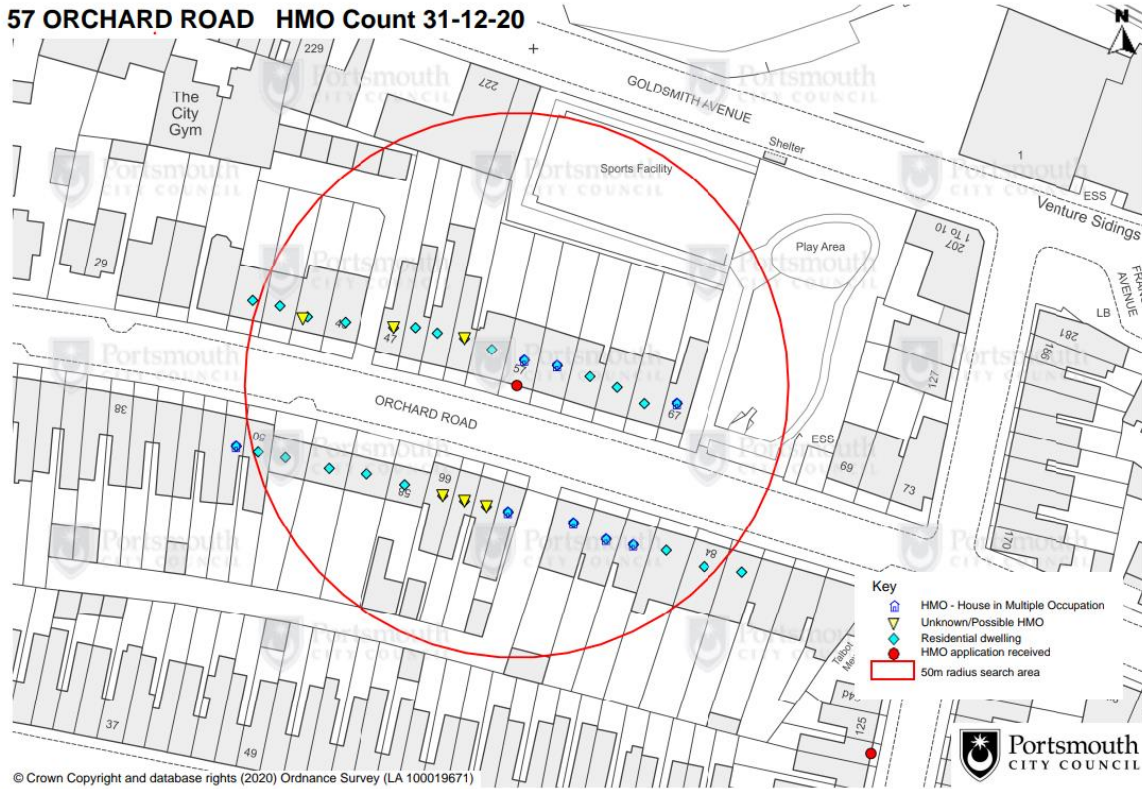 57 ORCHARD ROAD HMO Count 31-12-20
N
229
227
The
City
Gym
GOLDSMITH AVENUE
Shelter
Sports Facility
1
ESS
Venture Sidings
207
1 To 10
Play Area
29
47
57
67
LB
281
186
127
38
50
ORCHARD ROAD
58
66
ESS
69
73
84
170
37
49
125
Key
HMO - House in Multiple Occupation
Unknown/Possible HMO
Residential dwelling
HMO application received
50m radius search area
Portsmouth
CITY COUNCIL
© Crown Copyright and database rights (2020) Ordnance Survey (LA 100019671)